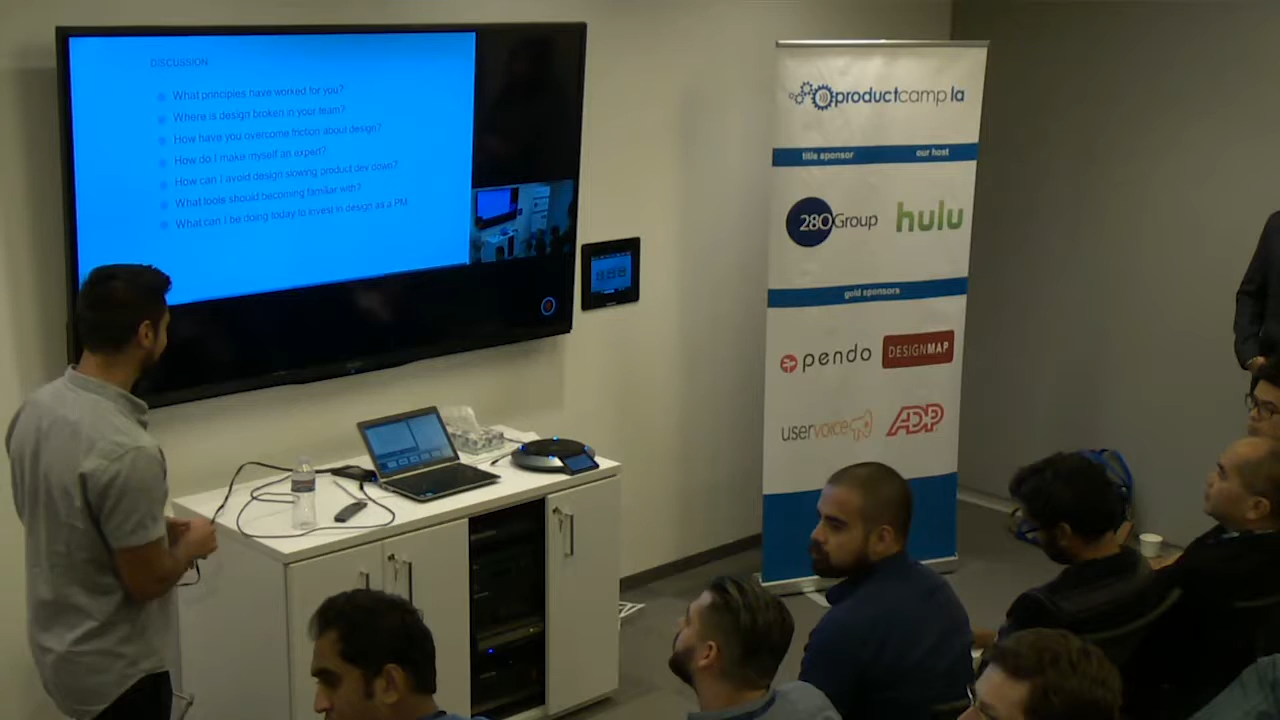 DISCUSSION
What principles have worked for you?
Where is design broken in your team?
How have you overcome friction about design?
How do I make myself an expert?
How can I avoid design slowing product dev down?
What tools should becoming familiar with?
What can I be doing today to invest in design as a PM
productcamp la
title sponsor our host
280Group hulu
gold sponsors
pendo DESIGNMAP
uservoice ADP